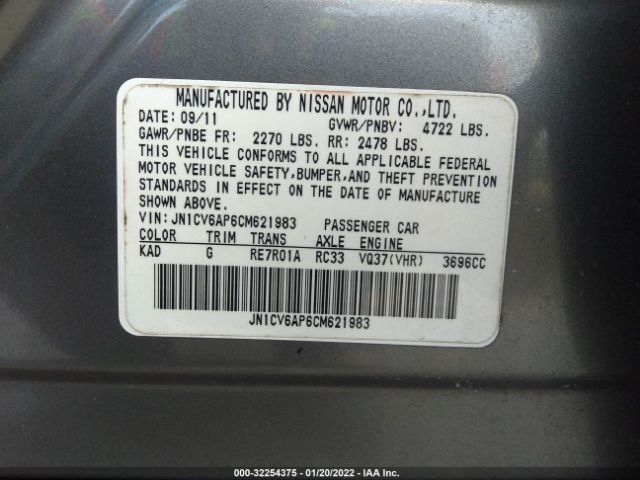 MANUFACTURED BY NISSAN MOTOR CO.,LTD.
DATE: 09/11 GVWR/PNBV: 4722 LBS.
GAWR/PNBE FR: 2270 LBS. RR: 2478 LBS.
THIS VEHICLE CONFORMS TO ALL APPLICABLE FEDERAL
MOTOR VEHICLE SAFETY,BUMPER,AND THEFT PREVENTION
STANDARDS IN EFFECT ON THE DATE OF MANUFACTURE
SHOWN ABOVE.
VIN:JN1CV6AP6CM621983 PASSENGER CAR
COLOR TRIM TRANS AXLE ENGINE
KAD G RE7R01A RC33 VQ37(VHR) 3696CC
JN1CV6AP6CM621983
000-32254375 - 01/20/2022 - IAA Inc.